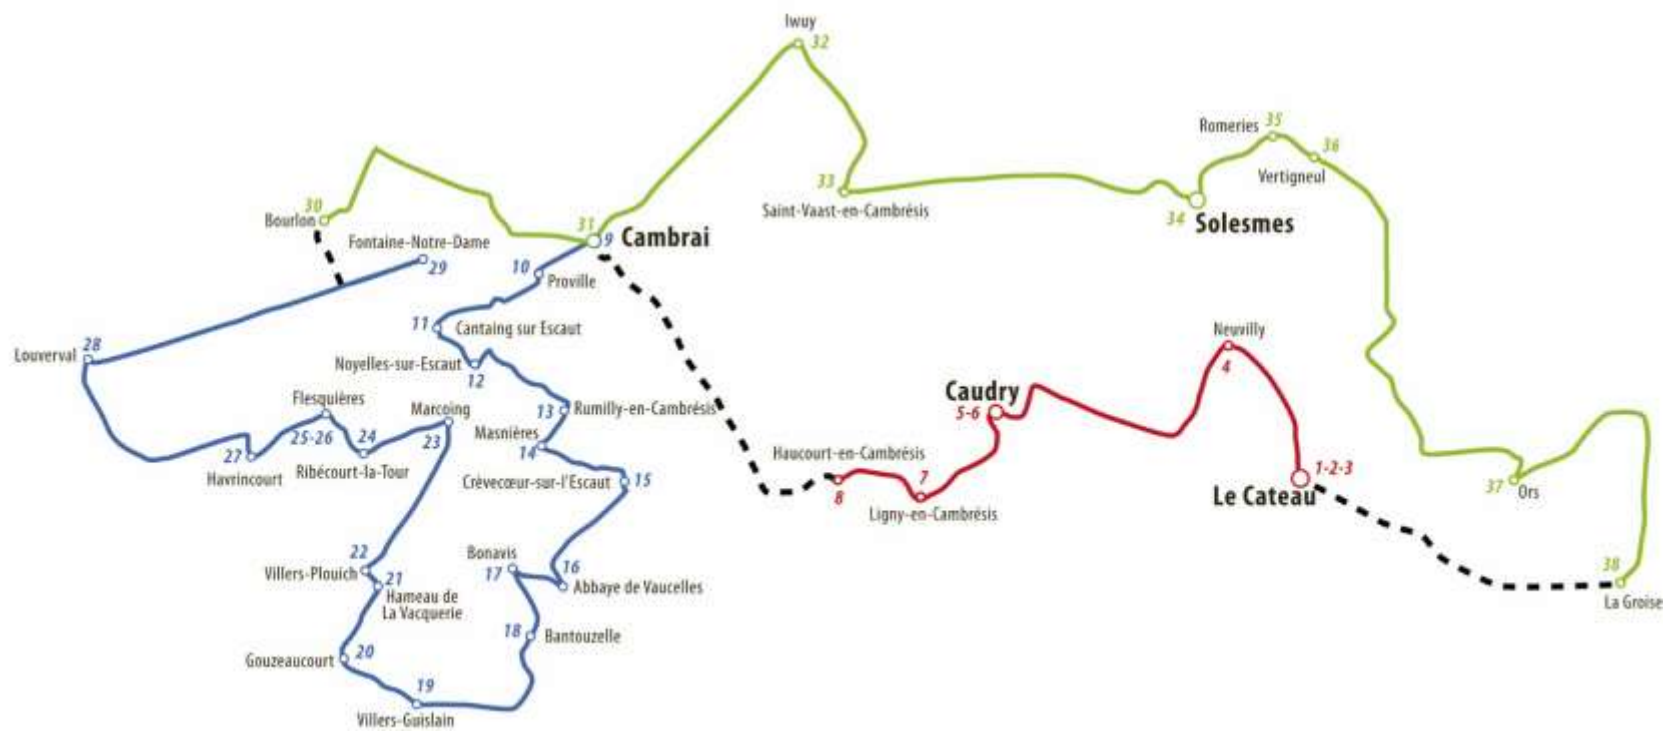 Iwuy
32
Romeries
35
36
Vertigneul
33
Saint-Vaast-en-Cambrésis
34
Solesmes
30
Bourlon
31
9
Cambrai
Fontaine-Notre-Dame
29
10
Proville
11
Cantaing sur Escaut
28
Louverval
Noyelles-sur-Escaut
12
Neuvilly
4
Caudry
5-6
Flesquières
25-26
Marcoing
23
24
13
Rumilly-en-Cambrésis
Masnières
14
27
Havrincourt
Ribécourt-la-Tour
Crèvecœur-sur-l'Escaut
15
Haucourt-en-Cambrésis
8
7
Ligny-en-Cambrésis
1-2-3
Le Cateau
37
Ors
22
Villers-Plouich
21
Hameau de
La Vacquerie
Bonavis
17
16
Abbaye de Vaucelles
38
La Groise
18
Bantouzelle
Gouzeaucourt
20
19
Villers-Guislain